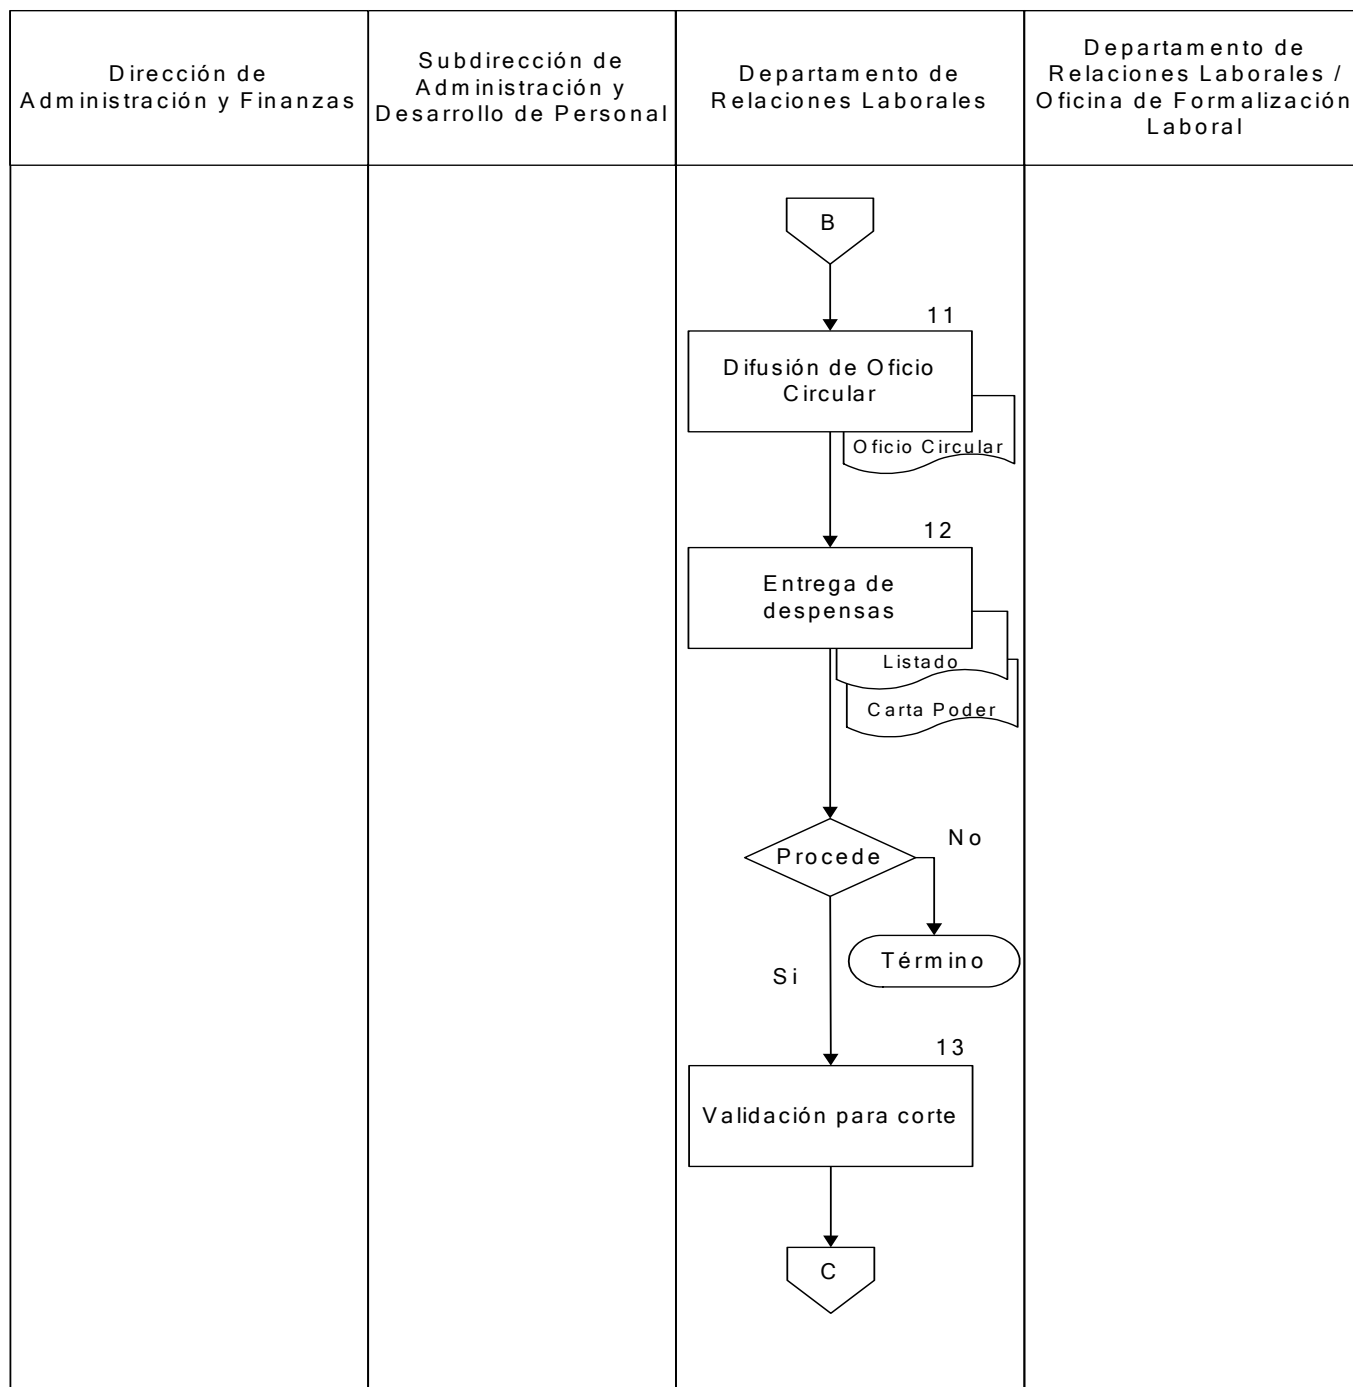 Dirección de
Administración y Finanzas
Subdirección de
Administración y
Desarrollo de Personal
Departamento de
Relaciones Laborales
Departamento de
Relaciones Laborales /
Oficina de Formalización
Laboral
B
11
Difusión de Oficio
Circular
Oficio Circular
12
Entrega de
despensas
Listado
Carta Poder
Procede
No
Término
Si
13
Validación para corte
C